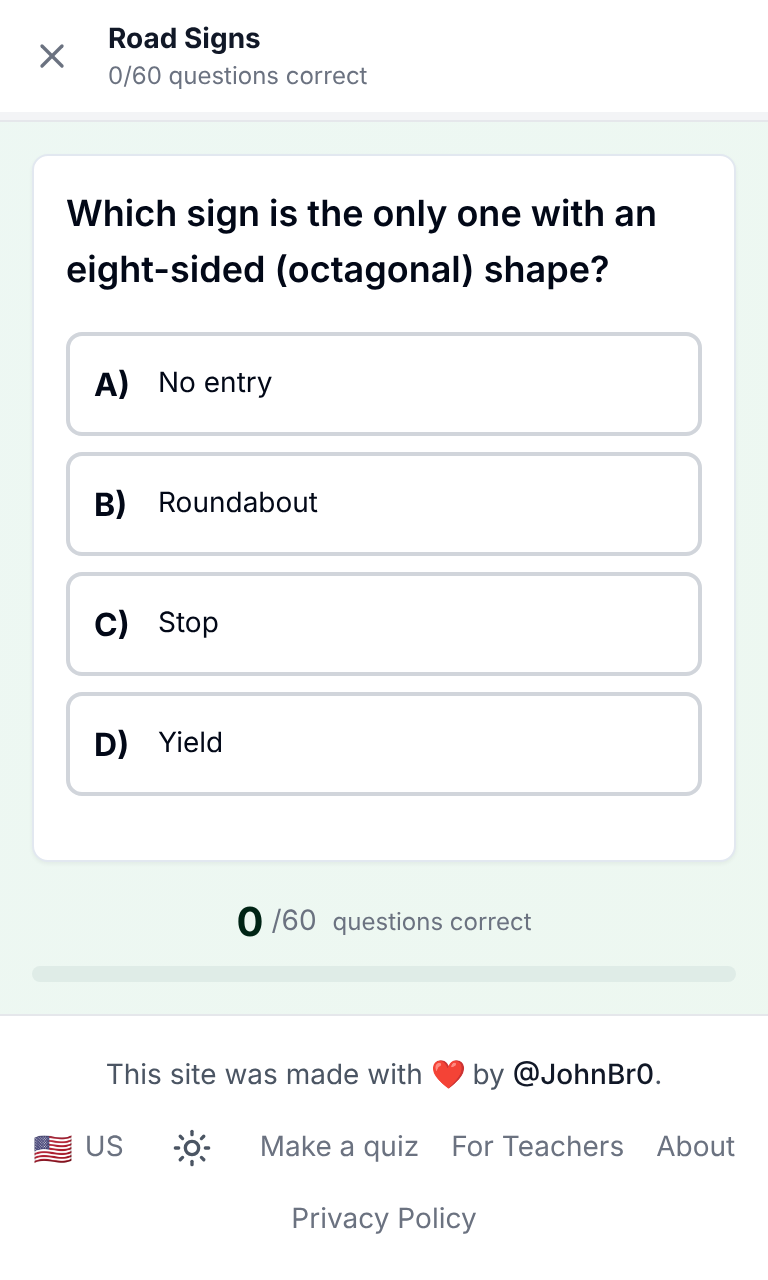 Road Signs
0/60 questions correct
Which sign is the only one with an
eight-sided (octagonal) shape?
A) No entry
B) Roundabout
C) Stop
D) Yield
0 /60 questions correct
This site was made with ❤️ by @JohnBr0.
🇺🇸 US Make a quiz For Teachers About
Privacy Policy